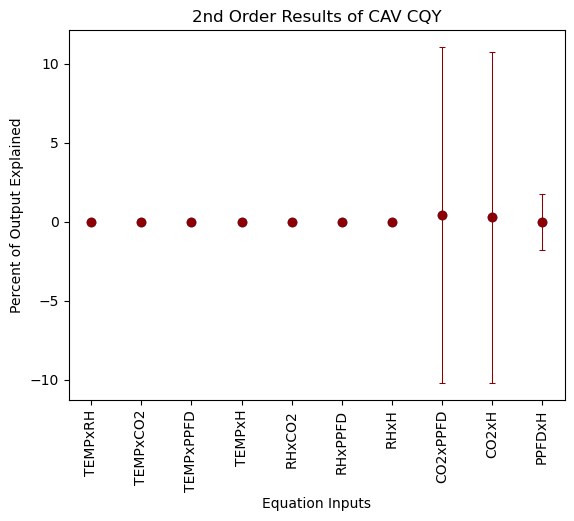 2nd Order Results of CAV CQY
Percent of Output Explained
10
5
0
−5
−10
TEMPxRH
TEMPxCO2
TEMPxPPFD
TEMPxH
RHxCO2
RHxPPFD
RHxH
CO2xPPFD
CO2xH
PPFDxH
Equation Inputs